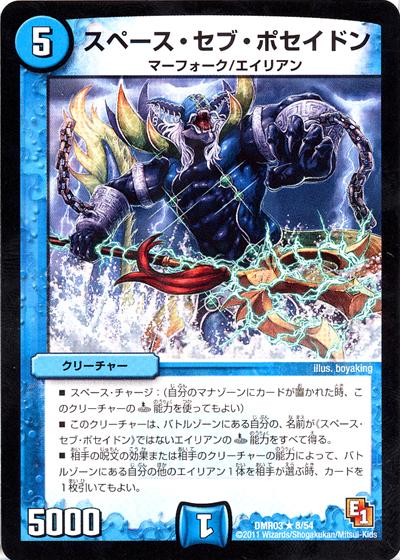 5
スペース・セブ・ポセイドン
マーフォーク/エイリアン
クリーチャー
illus. boyaking
■ スペース・チャージ：(自分のマナゾーンにカードが置かれた時、こ
のクリーチャーの 能力を使ってもよい)
■ このクリーチャーは、バトルゾーンにある自分の、名前が《スペース・
セブ・ポセイドン》ではないエイリアンの 能力をすべて得る。
■ 相手の呪文の効果または相手のクリーチャーの能力によって、バト
ルゾーンにある自分の他のエイリアン1体を相手が選ぶ時、カードを
1枚引いてもよい。
5000
E1
DMR03 ★ 8/54
©2011 Wizards/Shogakukan/Mitsui-Kids